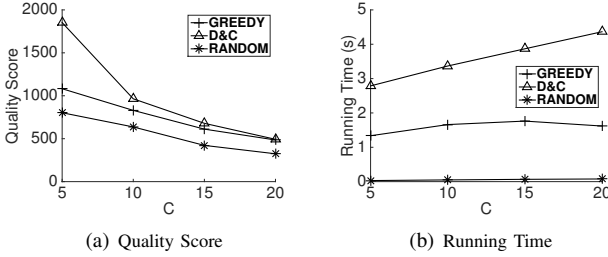 2000
1500
1000
500
0
Quality Score
5 10 15 20
C
GREEDY
D&C
RANDOM
(a) Quality Score
5
4
3
2
1
0
Running Time (s)
5 10 15 20
C
GREEDY
D&C
RANDOM
(b) Running Time